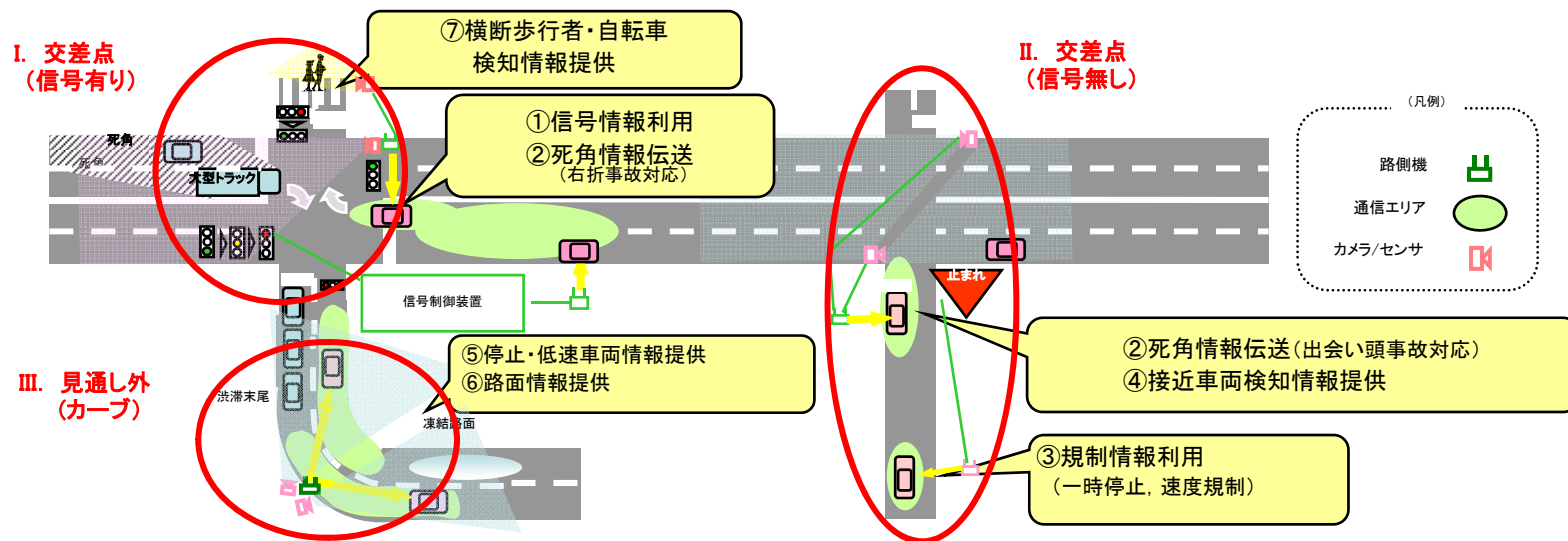 I. 交差点
(信号有り)
⑦横断歩行者・自転車
検知情報提供
①信号情報利用
②死角情報伝送
(右折事故対応)
死角
死角
大型トラック
信号制御装置
II. 交差点
(信号無し)
(凡例)
路側機
通信エリア
カメラ/センサ
止まれ
②死角情報伝送(出会い頭事故対応)
④接近車両検知情報提供
③規制情報利用
(一時停止, 速度規制)
III. 見通し外
(カーブ)
渋滞末尾
⑤停止・低速車両情報提供
⑥路面情報提供
凍結路面